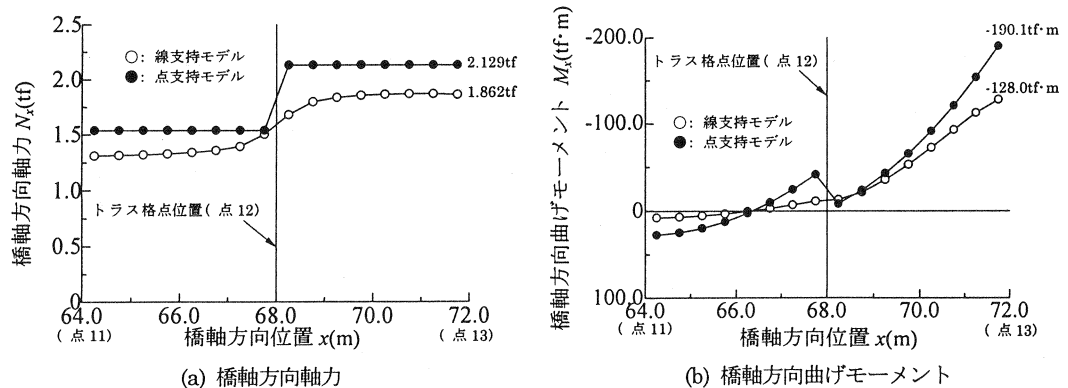 2.5
2.0
1.5
1.0
0.5
0
橋軸方向軸力 Nx(tf)
○: 線支持モデル
●: 点支持モデル
2.129tf
1.862tf
トラス格点位置( 点12)
64.0 66.0 68.0 70.0 72.0
( 点11) 橋軸方向位置 x(m) ( 点13)
(a) 橋軸方向軸力
-200.0
-100.0
0
100.0
橋軸方向曲げモーメント Mx(tf·m)
トラス格点位置( 点12)
○: 線支持モデル
●: 点支持モデル
-190.1tf·m
-128.0tf·m
64.0 66.0 68.0 70.0 72.0
( 点11) 橋軸方向位置 x(m) ( 点13)
(b) 橋軸方向曲げモーメント